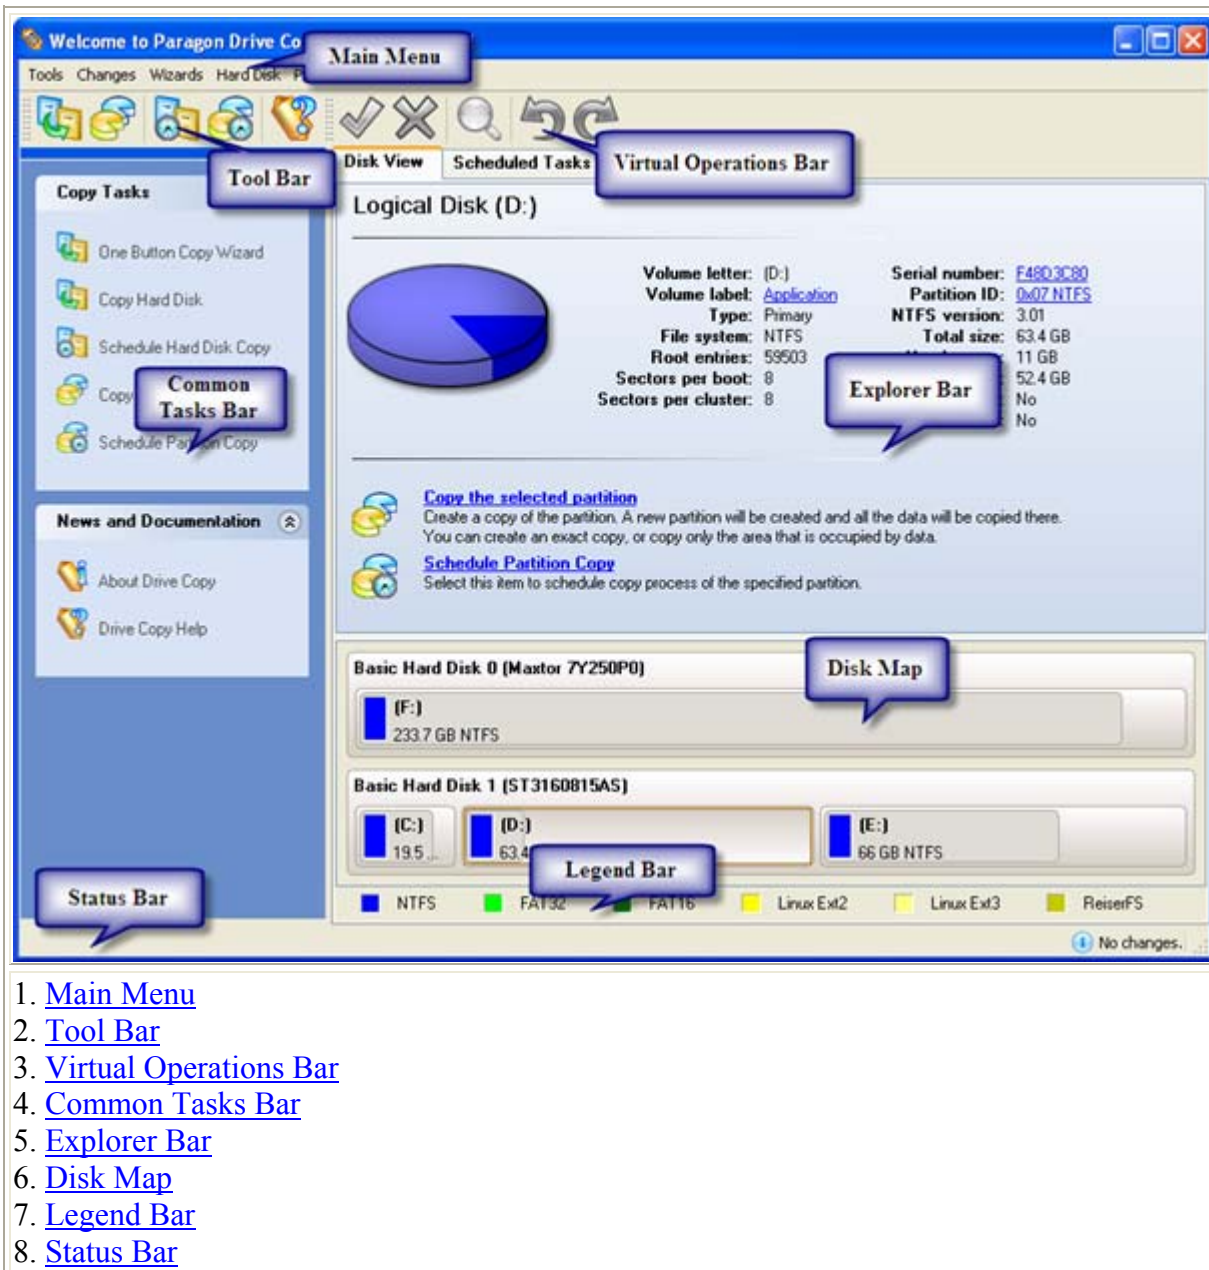 Welcome to Paragon Drive Co
Main Menu
Tools Changes Wizards Hard Disk P
Tool Bar
Virtual Operations Bar
Disk View Scheduled Tasks
Copy Tasks
One Button Copy Wizard
Copy Hard Disk
Schedule Hard Disk Copy
Copy
Common
Tasks Bar
Schedule Partition Copy
News and Documentation
About Drive Copy
Drive Copy Help
Status Bar
Logical Disk (D:)
Volume letter: (D:)
Volume label: Application
Type: Primary
File system: NTFS
Root entries: 59503
Sectors per boot: 8
Sectors per cluster: 8
Serial number: F48D3C80
Partition ID: 0x07 NTFS
NTFS version: 3.01
Total size: 63.4 GB
11 GB
52.4 GB
No
No
Explorer Bar
Copy the selected partition
Create a copy of the partition. A new partition will be created and all the data will be copied there.
You can create an exact copy, or copy only the area that is occupied by data.
Schedule Partition Copy
Select this item to schedule copy process of the specified partition.
Disk Map
Basic Hard Disk 0 (Maxtor 7Y250P0)
(F:)
233.7 GB NTFS
Basic Hard Disk 1 (ST3160815AS)
(C:)
19.5 ...
(D:)
63.4
(E:)
66 GB NTFS
Legend Bar
NTFS FAT32 FAT16 Linux Ext2 Linux Ext3 ReiserFS
No changes.
1. Main Menu
2. Tool Bar
3. Virtual Operations Bar
4. Common Tasks Bar
5. Explorer Bar
6. Disk Map
7. Legend Bar
8. Status Bar